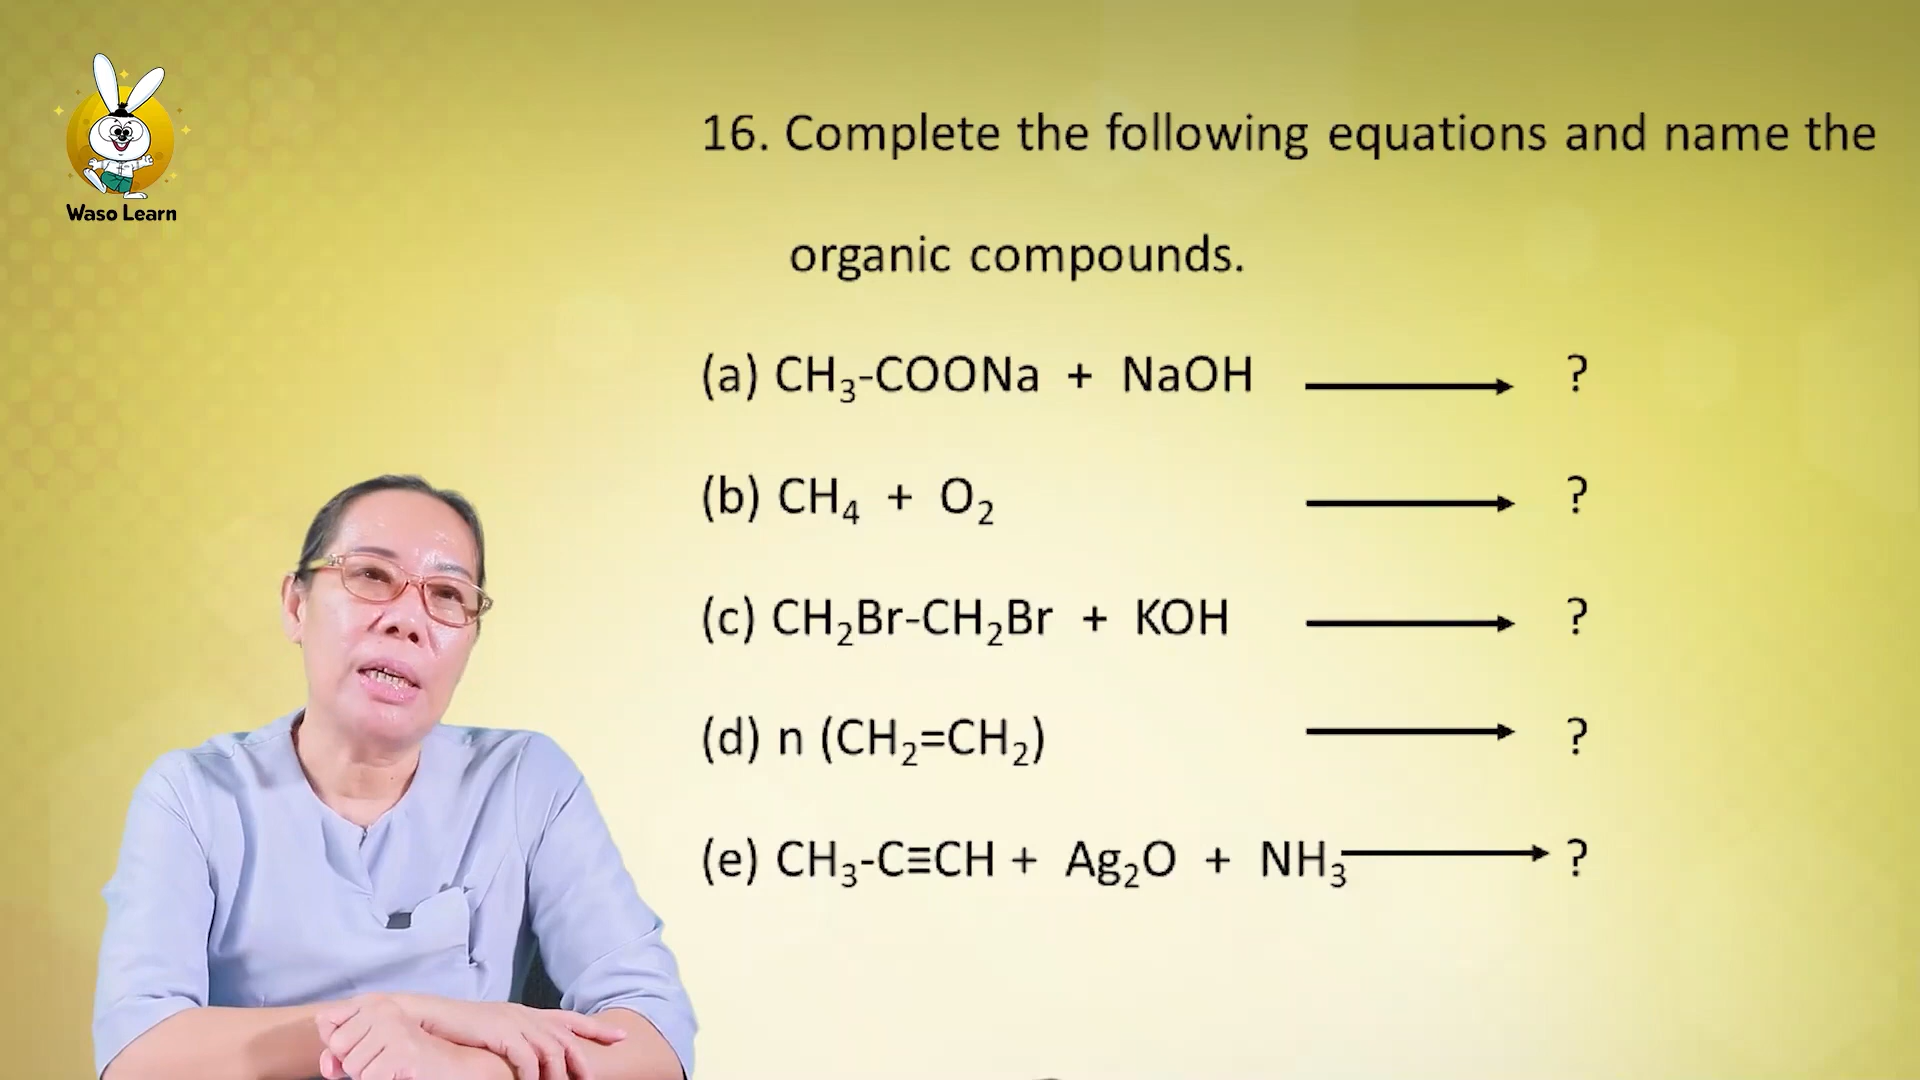 Waso Learn
16. Complete the following equations and name the
organic compounds.
(a) CH₃-COONa + NaOH ⟶ ?
(b) CH₄ + O₂ ⟶ ?
(c) CH₂Br-CH₂Br + KOH ⟶ ?
(d) n (CH₂=CH₂) ⟶ ?
(e) CH₃-C≡CH + Ag₂O + NH₃ ⟶ ?